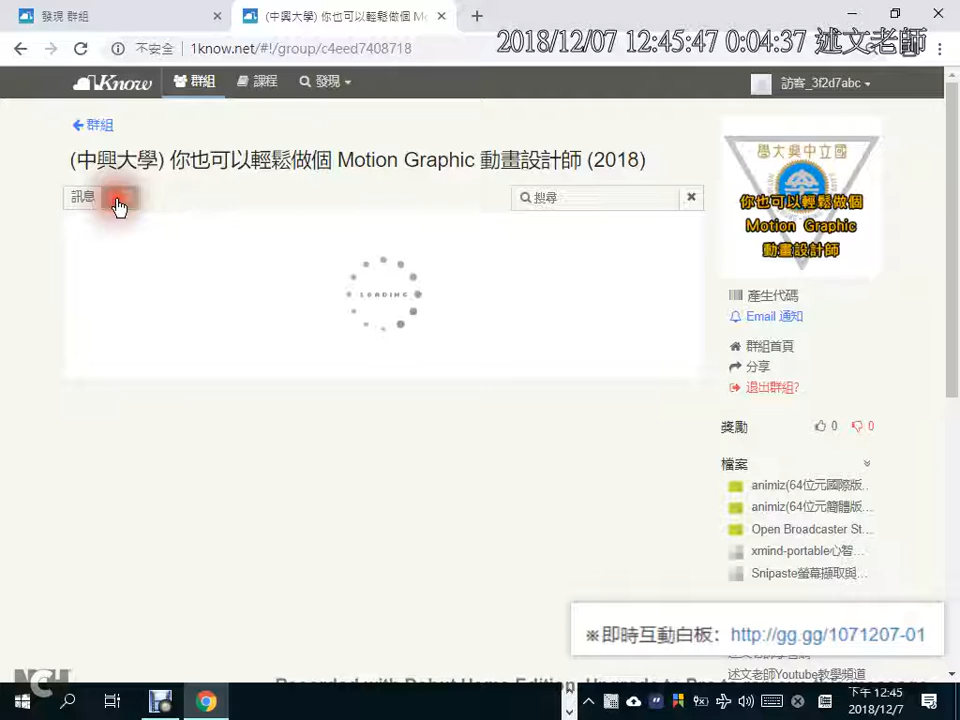 發現 群組
(中興大學) 你也可以輕鬆做個 Mo
2018/12/07 12:45:47 0:04:37 述文老師
不安全 1know.net/#!/group/c4eed7408718
1Know 群組 課程 發現
訪客_3f2d7abc
群組
(中興大學) 你也可以輕鬆做個 Motion Graphic 動畫設計師 (2018)
訊息
搜尋
LOADING
學大興中立國
你也可以輕鬆做個
Motion Graphic
動畫設計師
產生代碼
Email 通知
群組首頁
分享
退出群組?
獎勵 0 0
檔案
animiz(64位元國際版..
animiz(64位元簡體版...
Open Broadcaster St...
xmind-portable心智...
Snipaste螢幕擷取與...
※即時互動白板： http://gg.gg/1071207-01
述文老師Youtube教學頻道
NCH
下午 12:45
2018/12/7